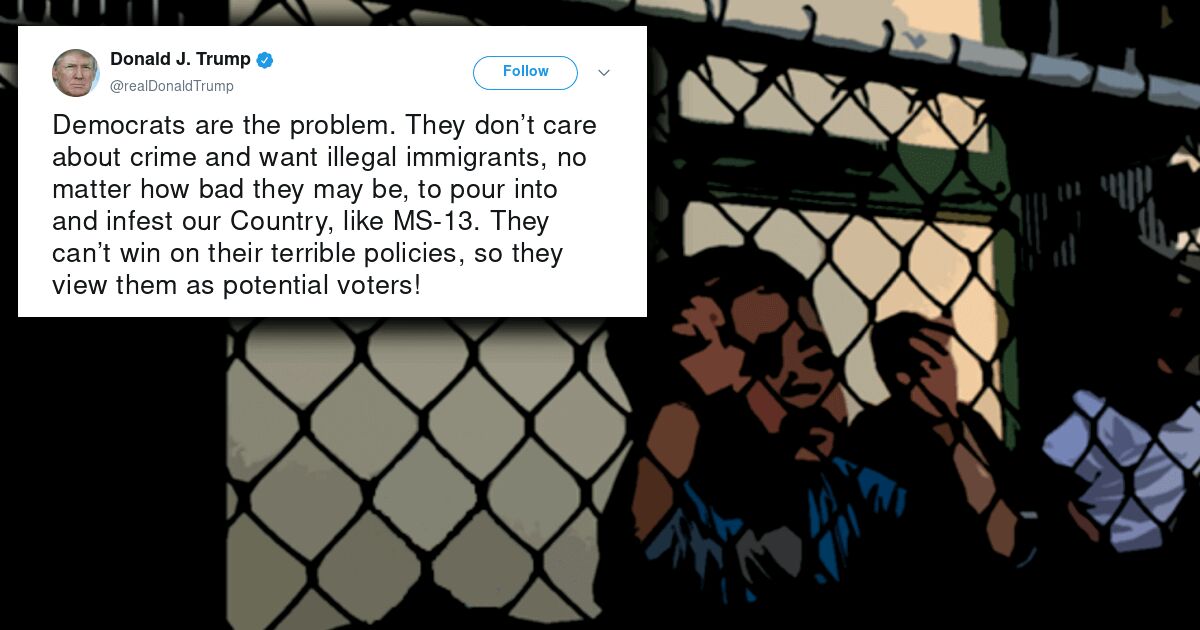 Donald J. Trump
@realDonaldTrump
Follow
Democrats are the problem. They don’t care
about crime and want illegal immigrants, no
matter how bad they may be, to pour into
and infest our Country, like MS-13. They
can’t win on their terrible policies, so they
view them as potential voters!